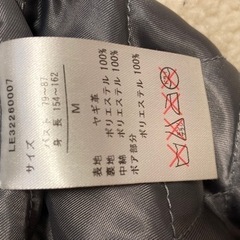 LE32280007
サイズ
バスト 79~87
身長 154~162
M
表地 ヤギ革 100%
裏地 ポリエステル 100%
中綿 ポリエステル 100%
ボア部分
ポリエステル 100%